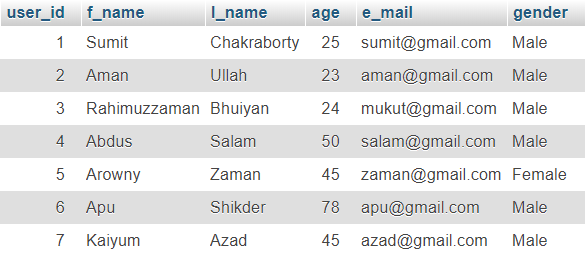 user_id f_name l_name age e_mail gender
1 Sumit Chakraborty 25 sumit@gmail.com Male
2 Aman Ullah 23 aman@gmail.com Male
3 Rahimuzzaman Bhuiyan 24 mukut@gmail.com Male
4 Abdus Salam 50 salam@gmail.com Male
5 Arowny Zaman 45 zaman@gmail.com Female
6 Apu Shikder 78 apu@gmail.com Male
7 Kaiyum Azad 45 azad@gmail.com Male